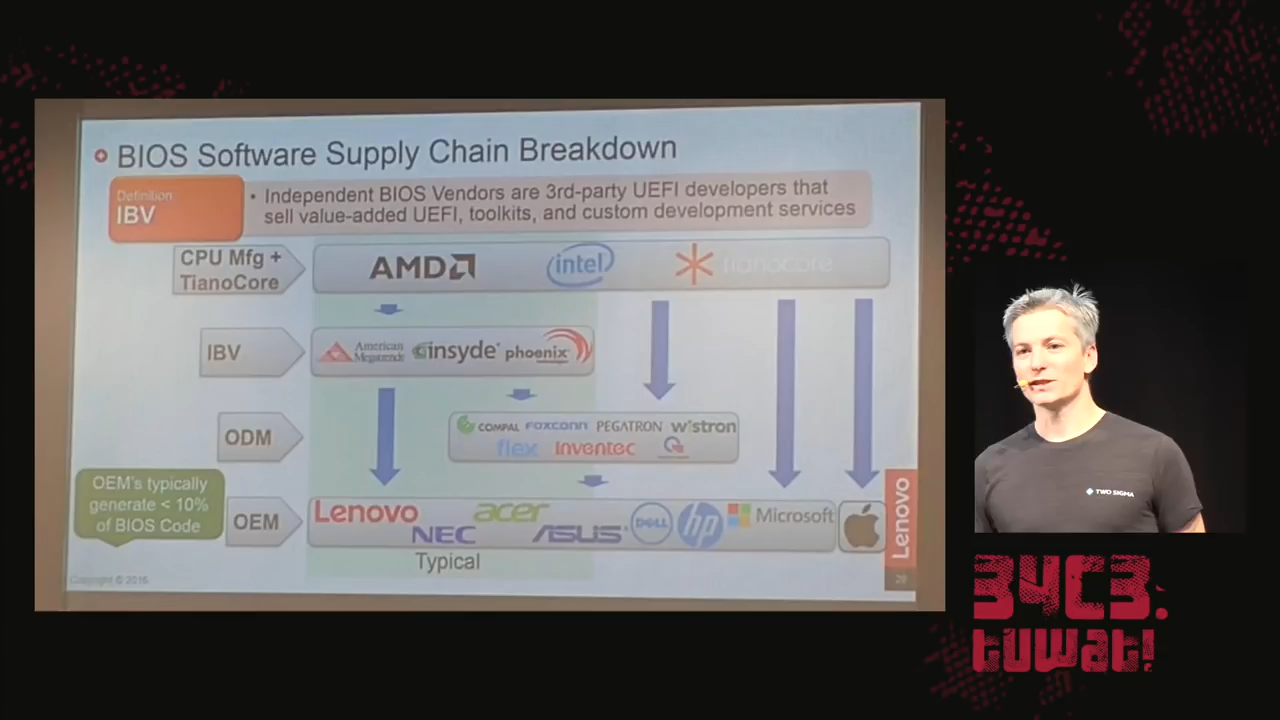 BIOS Software Supply Chain Breakdown
Definition
IBV
• Independent BIOS Vendors are 3rd-party UEFI developers that
sell value-added UEFI, toolkits, and custom development services
CPU Mfg +
TianoCore
AMD
intel
tianocore
IBV
American
Megatrends
insyde
phoenix
ODM
COMPAL
FOXCONN
PEGATRON
wistron
flex
Inventec
OEM's typically
generate < 10%
of BIOS Code
OEM
Lenovo
NEC
acer
ASUS
DELL
hp
Microsoft
Typical
Lenovo
Copyright © 2016
TWO SIGMA
34C3.
tuwat!